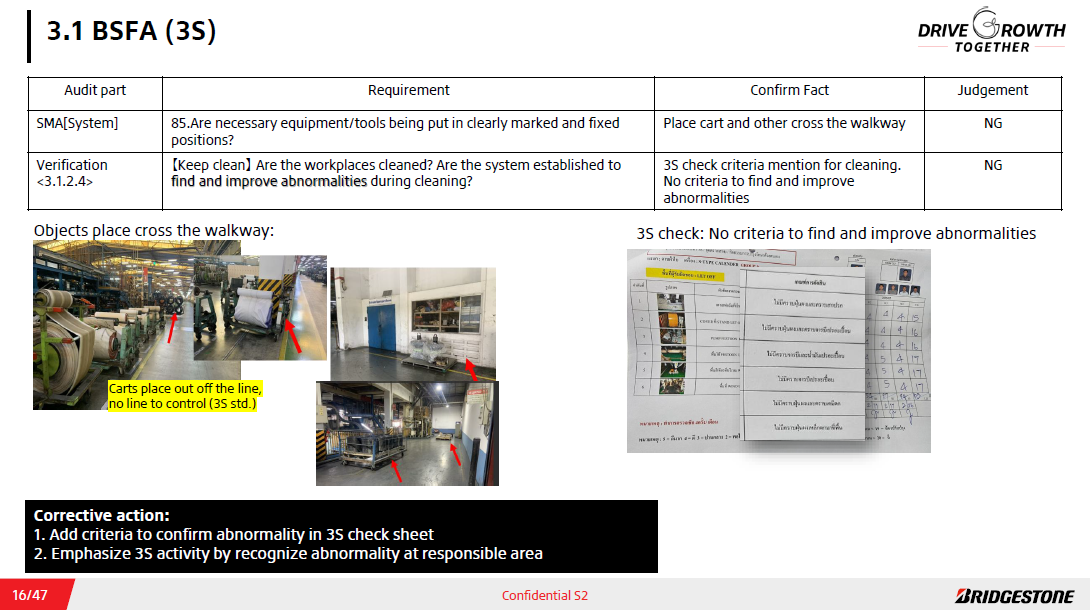 3.1 BSFA (3S)
DRIVE GROWTH
TOGETHER
Audit part
Requirement
Confirm Fact
Judgement
SMA[System]
85.Are necessary equipment/tools being put in clearly marked and fixed
positions?
Place cart and other cross the walkway
NG
Verification
<3.1.2.4>
【Keep clean】 Are the workplaces cleaned? Are the system established to
find and improve abnormalities during cleaning?
3S check criteria mention for cleaning.
No criteria to find and improve
abnormalities
NG
Objects place cross the walkway:
3S check: No criteria to find and improve abnormalities
Carts place out off the line,
no line to control (3S std.)
Corrective action:
1. Add criteria to confirm abnormality in 3S check sheet
2. Emphasize 3S activity by recognize abnormality at responsible area
16/47
Confidential S2
BRIDGESTONE